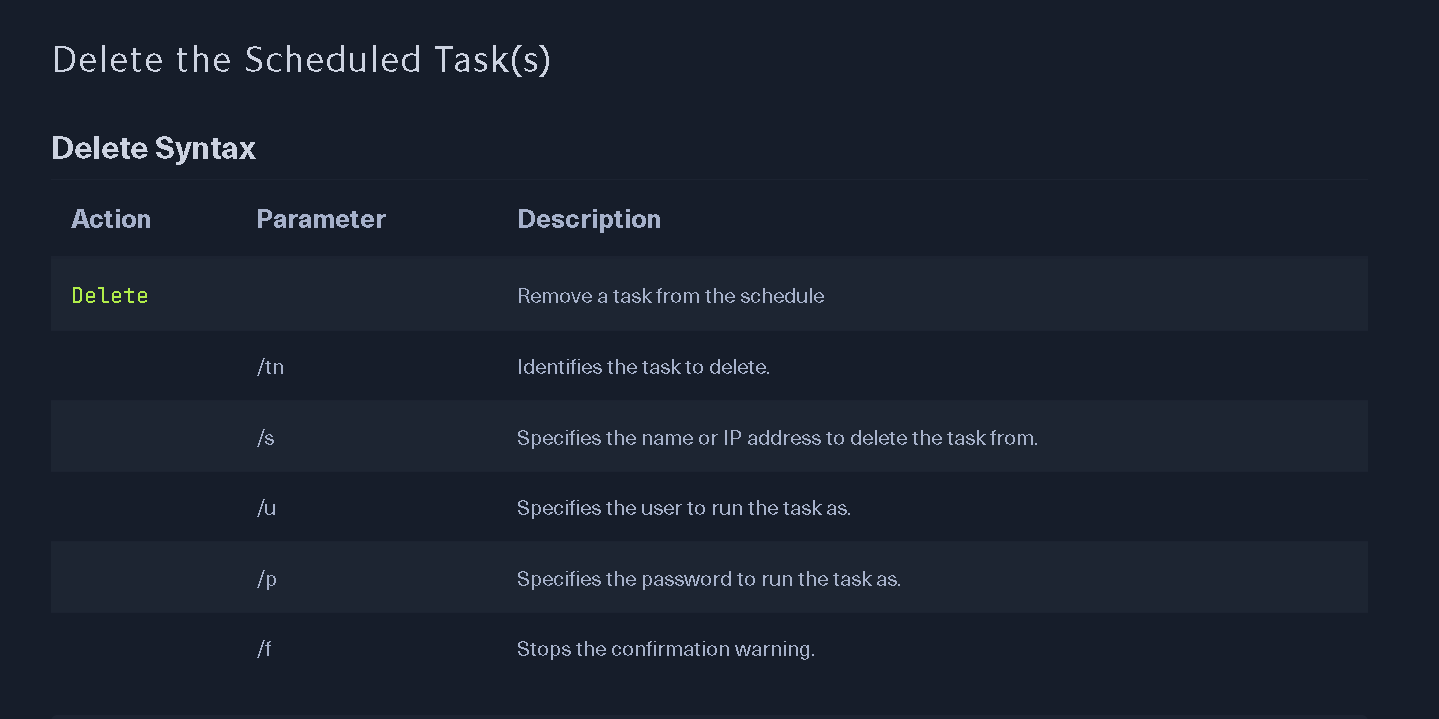 Delete the Scheduled Task(s)
Delete Syntax
Action Parameter Description
Delete Remove a task from the schedule
/tn Identifies the task to delete.
/s Specifies the name or IP address to delete the task from.
/u Specifies the user to run the task as.
/p Specifies the password to run the task as.
/f Stops the confirmation warning.